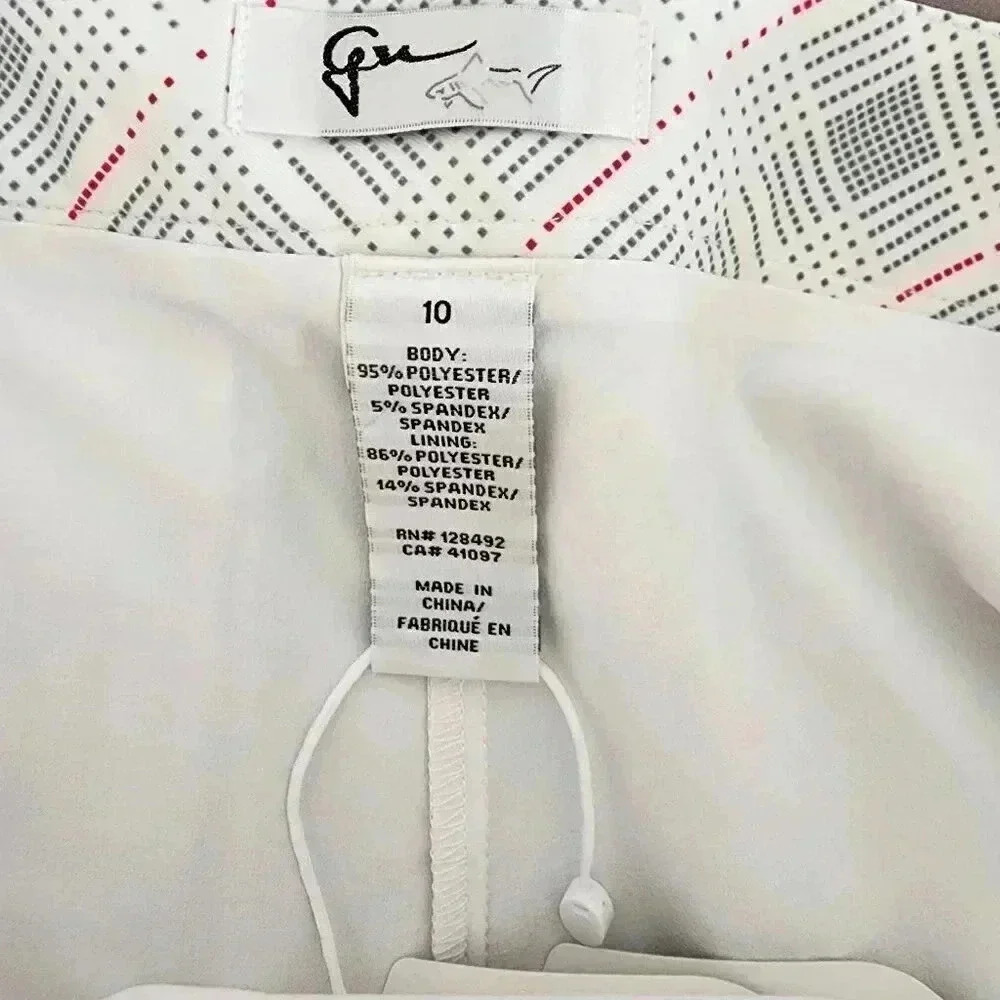 10
BODY:
95% POLYESTER/
POLYESTER
5% SPANDEX/
SPANDEX
LINING:
86% POLYESTER/
POLYESTER
14% SPANDEX/
SPANDEX
RN# 128492
CA# 41097
MADE IN
CHINA/
FABRIQUÉ EN
CHINE